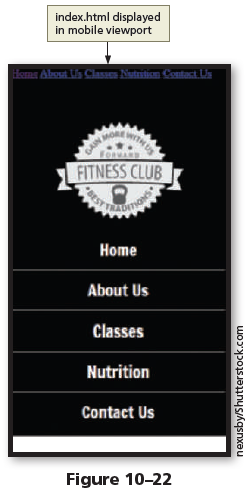 index.html displayed
in mobile viewport
Home About Us Classes Nutrition Contact Us
GAIN MORE WITH US
FORWARD
FITNESS CLUB
BEST TRADITIONS
Home
About Us
Classes
Nutrition
Contact Us
nexusby/Shutterstock.com
Figure 10–22